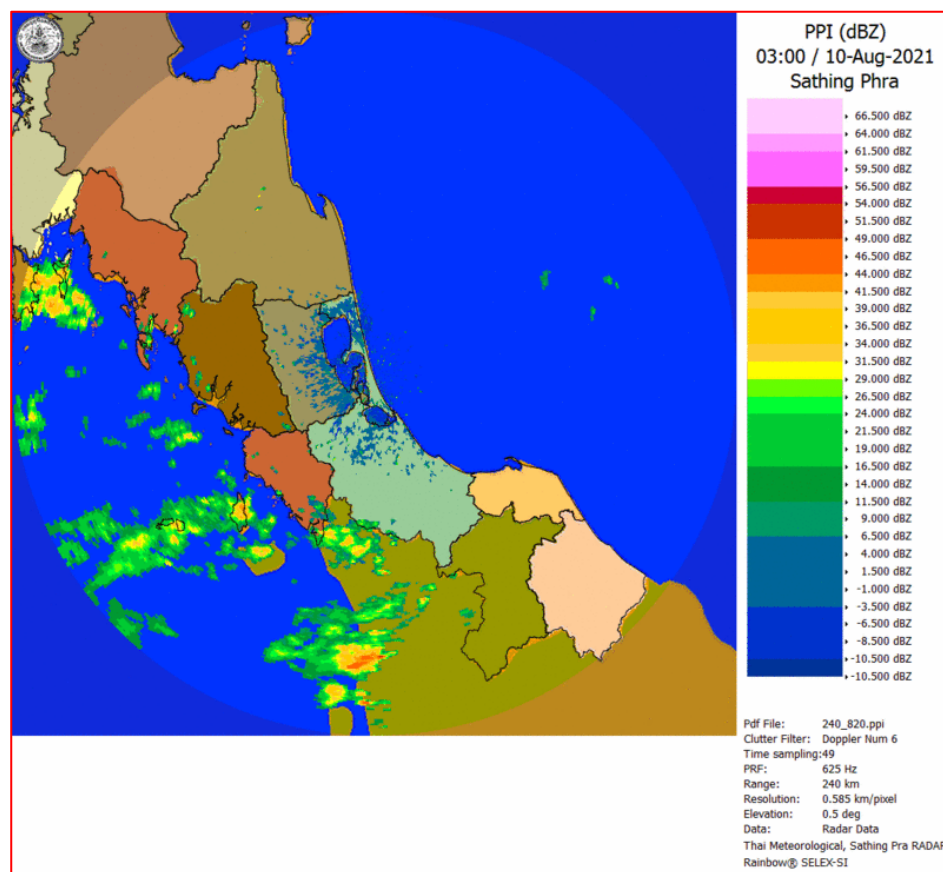 PPI (dBZ)
03:00 / 10-Aug-2021
Sathing Phra
66.500 dBZ
64.000 dBZ
61.500 dBZ
59.500 dBZ
56.500 dBZ
54.000 dBZ
51.500 dBZ
49.000 dBZ
46.500 dBZ
44.000 dBZ
41.500 dBZ
39.000 dBZ
36.500 dBZ
34.000 dBZ
31.500 dBZ
29.000 dBZ
26.500 dBZ
24.000 dBZ
21.500 dBZ
19.000 dBZ
16.500 dBZ
14.000 dBZ
11.500 dBZ
9.000 dBZ
6.500 dBZ
4.000 dBZ
1.500 dBZ
-1.000 dBZ
-3.500 dBZ
-6.500 dBZ
-8.500 dBZ
-10.500 dBZ
-10.500 dBZ
Pdf File: 240_820.ppi
Clutter Filter: Doppler Num 6
Time sampling:49
PRF: 625 Hz
Range: 240 km
Resolution: 0.585 km/pixel
Elevation: 0.5 deg
Data: Radar Data
Thai Meteorological, Sathing Pra RADAR
Rainbow® SELEX-SI